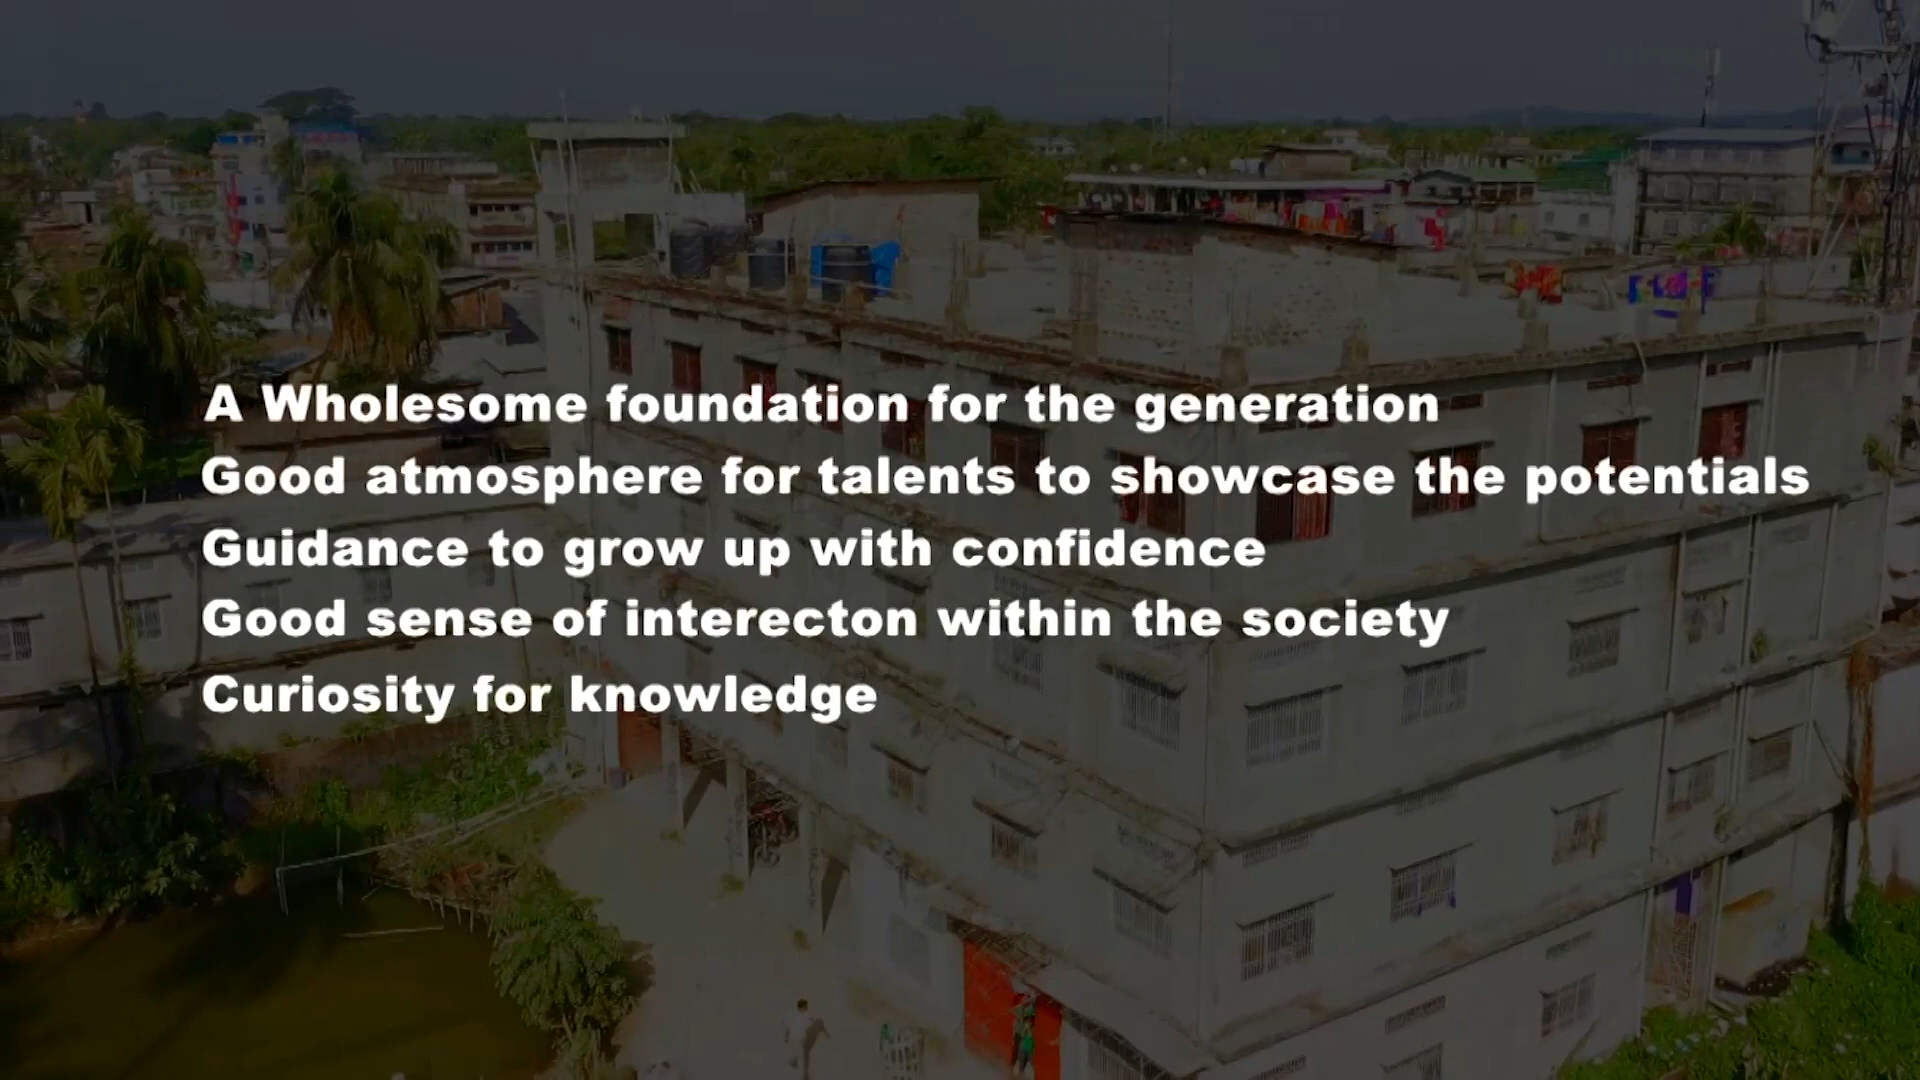 A Wholesome foundation for the generation
Good atmosphere for talents to showcase the potentials
Guidance to grow up with confidence
Good sense of interecton within the society
Curiosity for knowledge